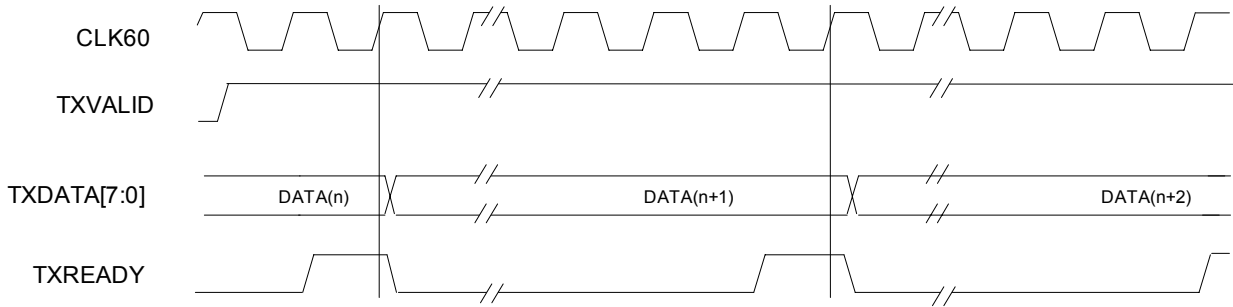 CLK60
TXVALID
TXDATA[7:0]
DATA(n)
DATA(n+1)
DATA(n+2)
TXREADY